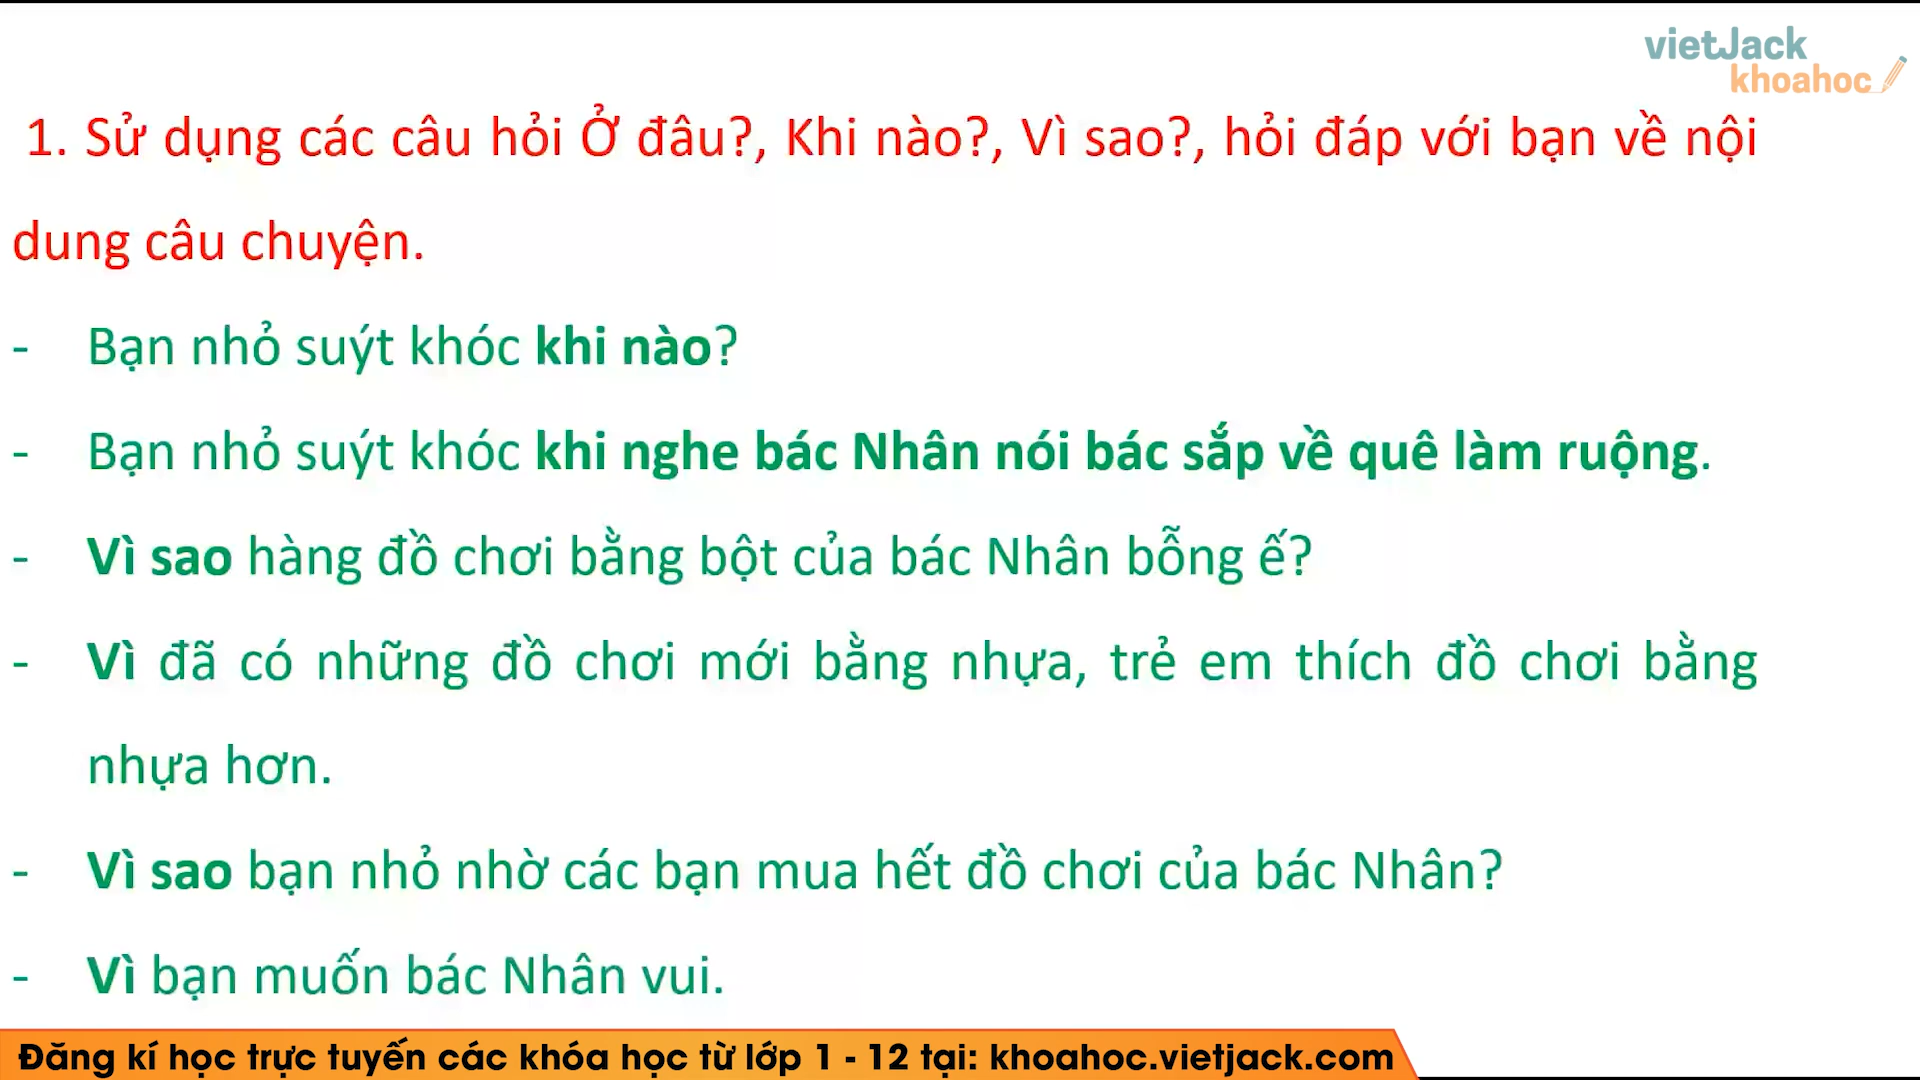 vietJack
khoahoc
1. Sử dụng các câu hỏi Ở đâu?, Khi nào?, Vì sao?, hỏi đáp với bạn về nội
dung câu chuyện.
- Bạn nhỏ suýt khóc khi nào?
- Bạn nhỏ suýt khóc khi nghe bác Nhân nói bác sắp về quê làm ruộng.
- Vì sao hàng đồ chơi bằng bột của bác Nhân bỗng ế?
- Vì đã có những đồ chơi mới bằng nhựa, trẻ em thích đồ chơi bằng
nhựa hơn.
- Vì sao bạn nhỏ nhờ các bạn mua hết đồ chơi của bác Nhân?
- Vì bạn muốn bác Nhân vui.
Đăng kí học trực tuyến các khóa học từ lớp 1 - 12 tại: khoahoc.vietjack.com